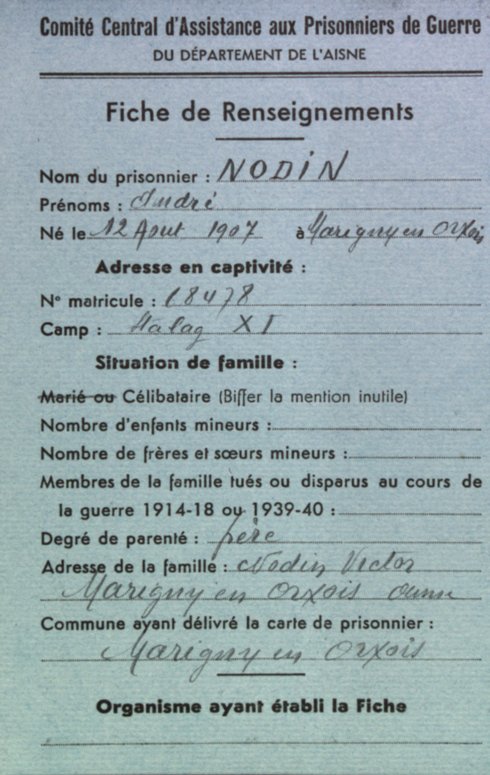 Comité Central d'Assistance aux Prisonniers de Guerre
DU DÉPARTEMENT DE L'AISNE
Fiche de Renseignements
Nom du prisonnier : NODIN
Prénoms : André
Né le 12 Aout 1907 à Marigny en Orxois
Adresse en captivité :
N° matricule : 18478
Camp : Stalag XI
Situation de famille :
Marié ou Célibataire (Biffer la mention inutile)
Nombre d'enfants mineurs :
Nombre de frères et sœurs mineurs :
Membres de la famille tués ou disparus au cours de
la guerre 1914-18 ou 1939-40 :
Degré de parenté : père
Adresse de la famille : Nodin Victor
Marigny en Orxois
Commune ayant délivré la carte de prisonnier :
Marigny en Orxois
Organisme ayant établi la Fiche